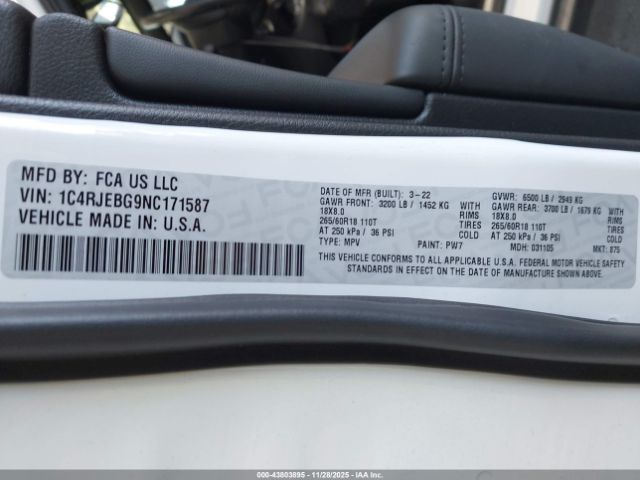 MFD BY: FCA US LLC
VIN: 1C4RJEBG9NC171587
VEHICLE MADE IN: U.S.A.
DATE OF MFR (BUILT): 3-22 GVWR: 6500 LB / 2949 KG
GAWR FRONT: 3200 LB / 1452 KG WITH GAWR REAR: 3700 LB / 1679 KG WITH
18X8.0 RIMS 18X8.0 RIMS
265/60R18 110T TIRES 265/60R18 110T TIRES
AT 250 kPa / 36 PSI COLD AT 250 kPa / 36 PSI COLD
TYPE: MPV PAINT: PW7 MDH: 031105 MKT: 875
THIS VEHICLE CONFORMS TO ALL APPLICABLE U.S.A. FEDERAL MOTOR VEHICLE SAFETY
STANDARDS IN EFFECT ON THE DATE OF MANUFACTURE SHOWN ABOVE.
000-43803895 | 11/28/2025 | IAAI.COM